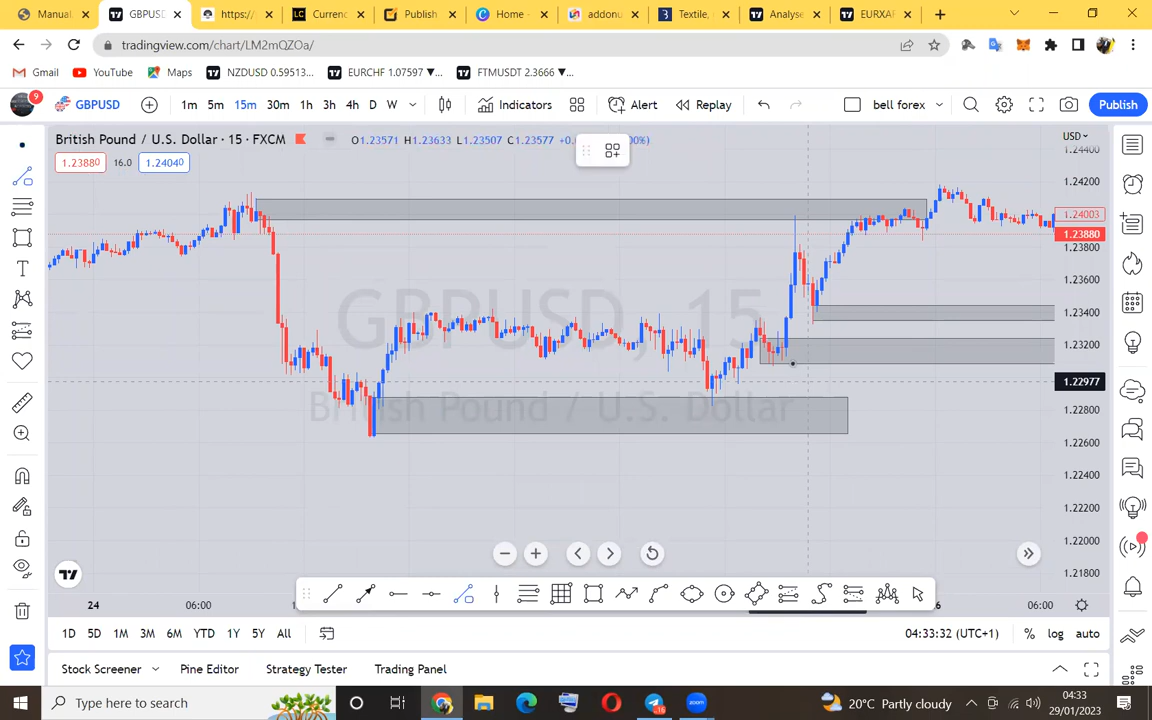 Manual
GBPUSD
https://
Currenc
Publish
Home -
addonu
Textile,
Analyse
EURXAF
tradingview.com/chart/LM2mQZOa/
Gmail
YouTube
Maps
NZDUSD 0.59513...
EURCHF 1.07597 ▼...
FTMUSDT 2.3666 ▼...
9
GBPUSD
1m 5m 15m 30m 1h 3h 4h D W
Indicators
Alert
Replay
bell forex
Publish
British Pound / U.S. Dollar · 15 · FXCM
O1.23571 H1.23633 L1.23507 C1.23577
1.23880
16.0
1.24040
GBPUSD, 15
British Pound / U.S. Dollar
USD
1.24400
1.24200
1.24003
1.23880
1.23800
1.23600
1.23400
1.23200
1.22977
1.22800
1.22600
1.22400
1.22200
1.22000
1.21800
24
06:00
06:00
1D 5D 1M 3M 6M YTD 1Y 5Y All
04:33:32 (UTC+1)
% log auto
Stock Screener
Pine Editor
Strategy Tester
Trading Panel
Type here to search
zoom
20°C Partly cloudy
04:33
29/01/2023